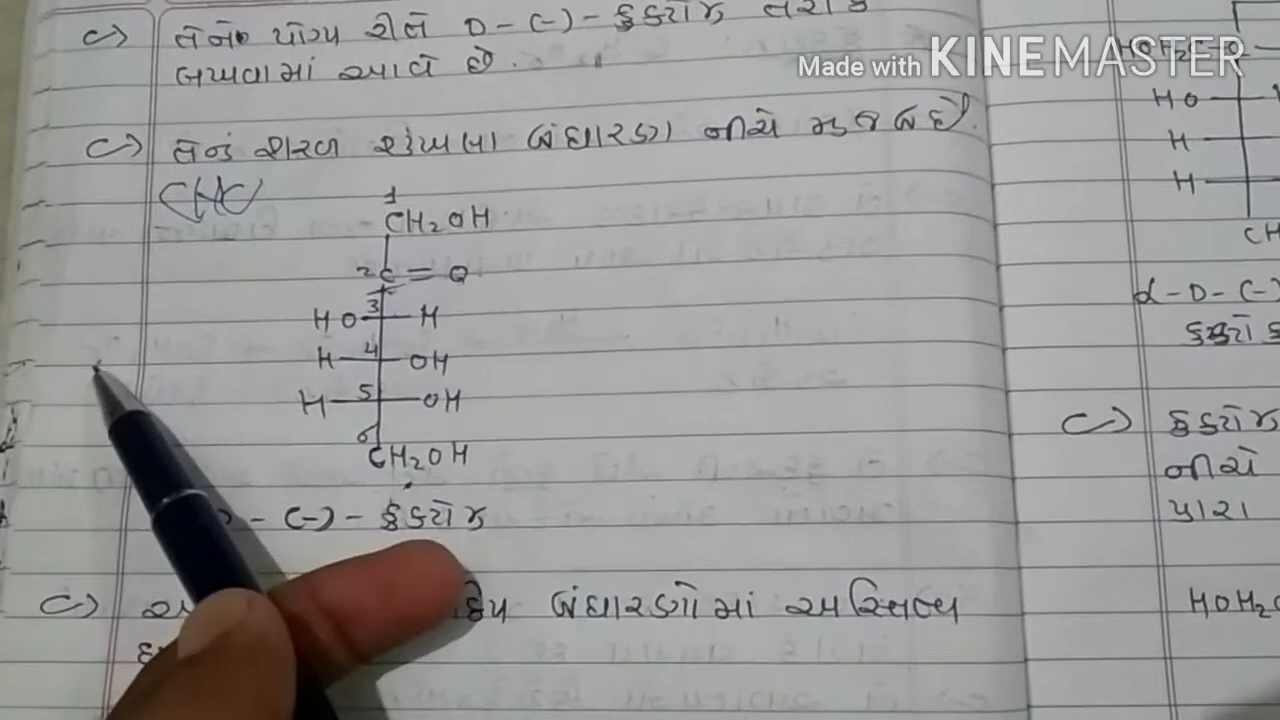 તેને યોગ્ય રીતે D-(-)-ફ્રુક્ટોઝ તરીકે
લખવામાં આવે છે.
Made with KINEMASTER
તેનું સરળ શૃંખલા બંધારણ નીચે મુજબ છે.
1
CH₂OH
2C=O
HO 3 H
H 4 OH
H 5 OH
6
CH₂OH
-(-)-ફ્રુક્ટોઝ
બંધારણોમાં અસ્તિત્વ
HO
H
H
CH
α-D-(-)
ફ્રુક્ટોઝ
નીચે
HOH₂C